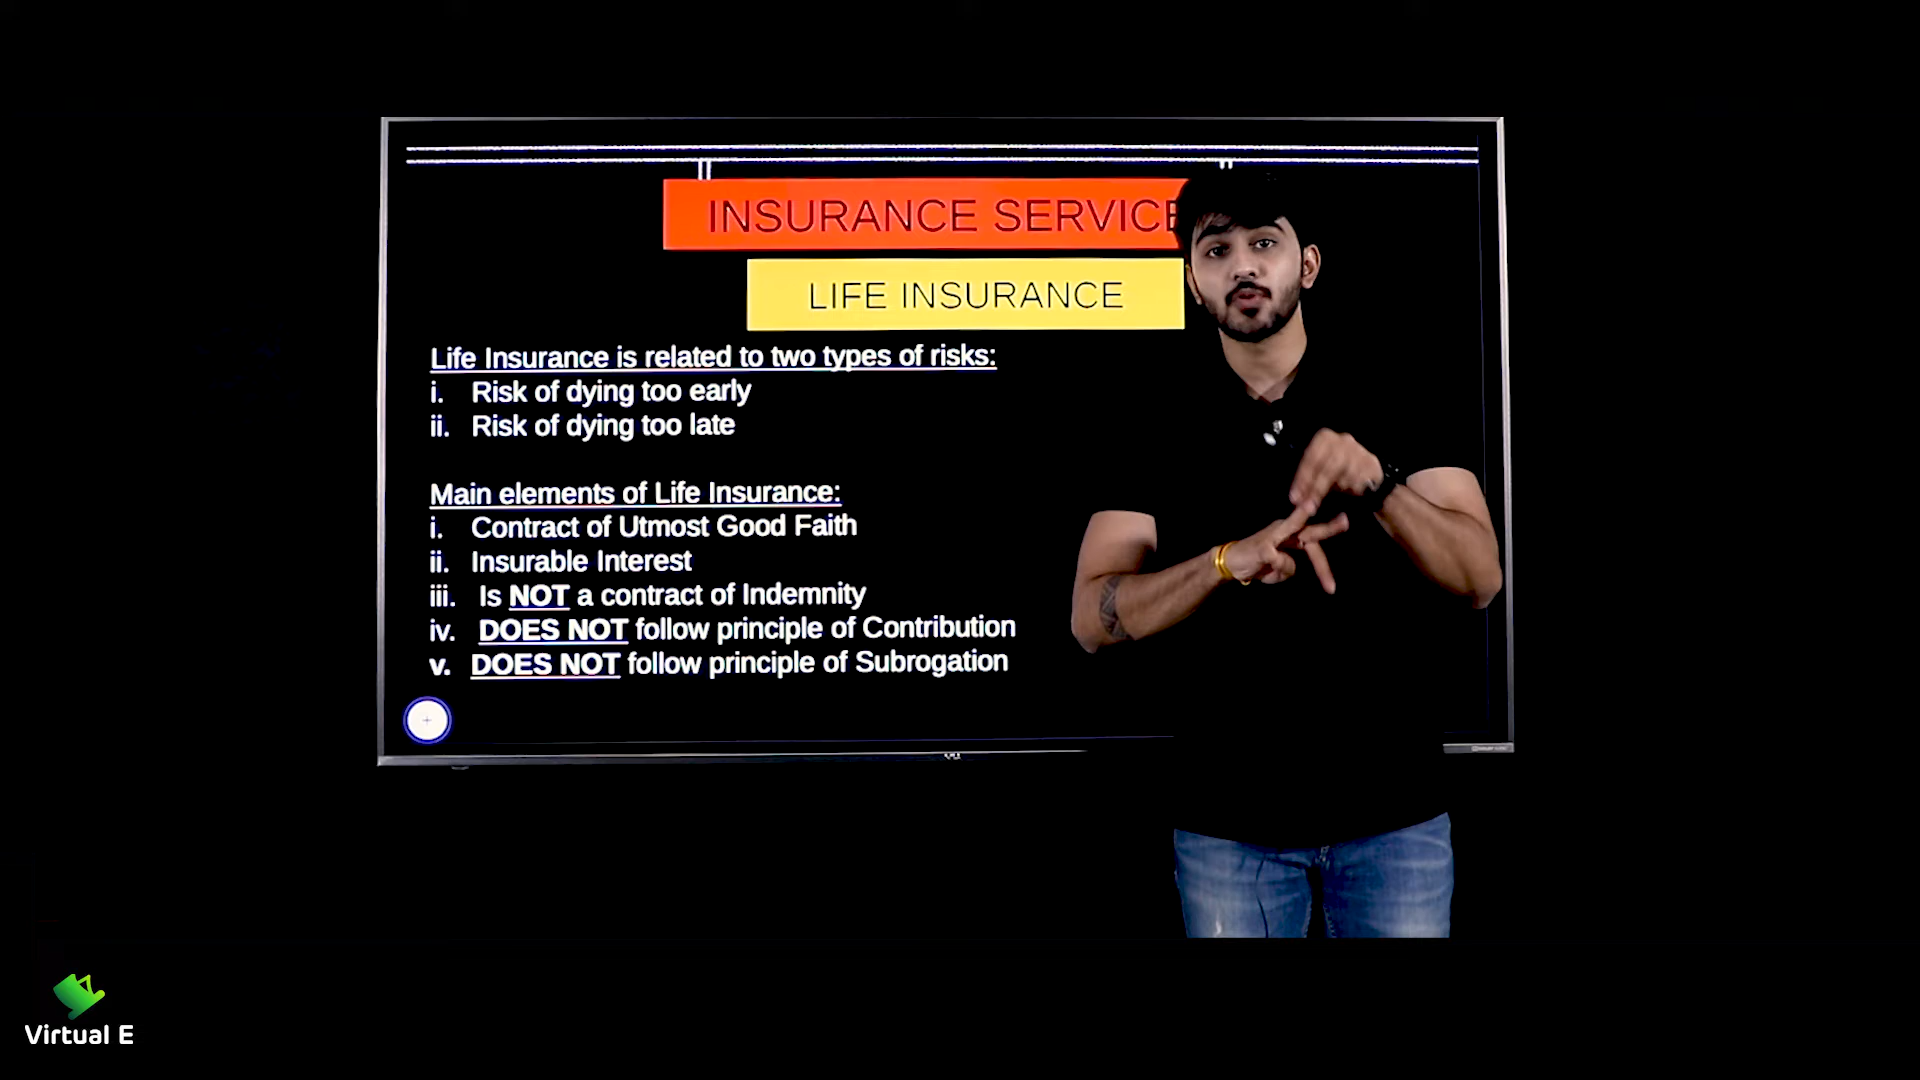 INSURANCE SERVICE
LIFE INSURANCE
Life Insurance is related to two types of risks:
i. Risk of dying too early
ii. Risk of dying too late
Main elements of Life Insurance:
i. Contract of Utmost Good Faith
ii. Insurable Interest
iii. Is NOT a contract of Indemnity
iv. DOES NOT follow principle of Contribution
v. DOES NOT follow principle of Subrogation
Virtual E